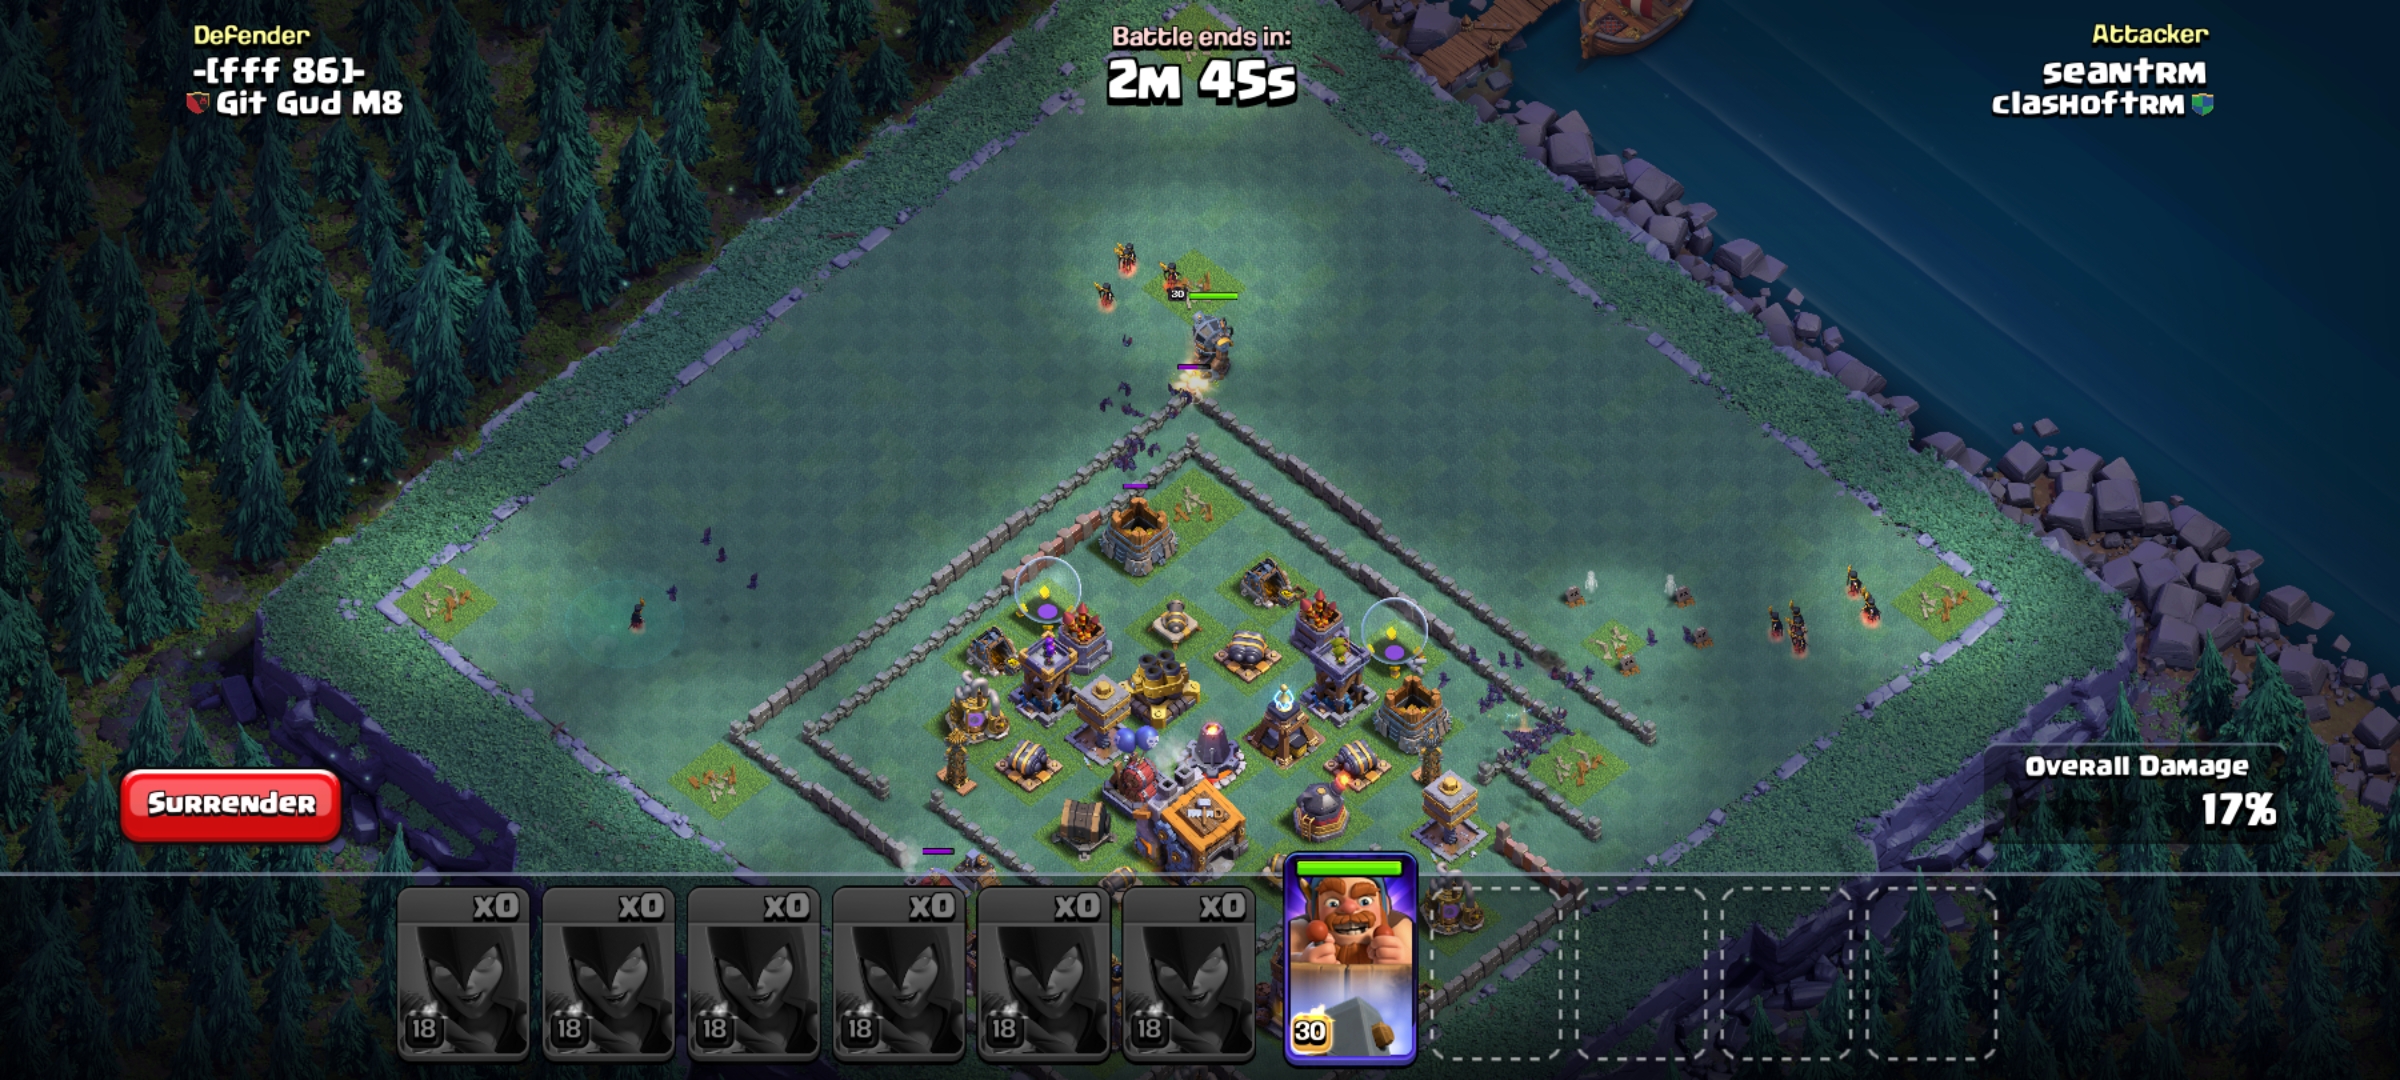 Defender
-[fff 86]-
Git Gud M8
Battle ends in:
2M 45s
Attacker
seantRM
clashoftRM
30
Surrender
Overall Damage
17%
x0
x0
x0
x0
x0
x0
18
18
18
18
18
18
30